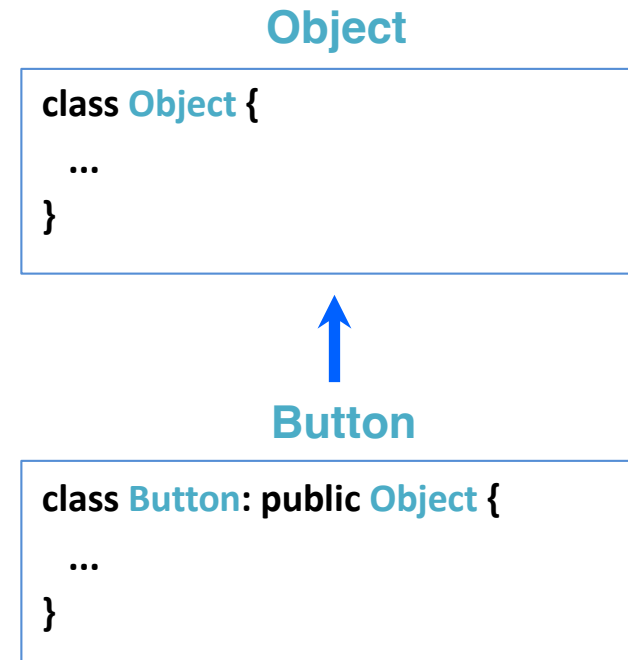 Object
class Object {
...
}
Button
class Button: public Object {
...
}